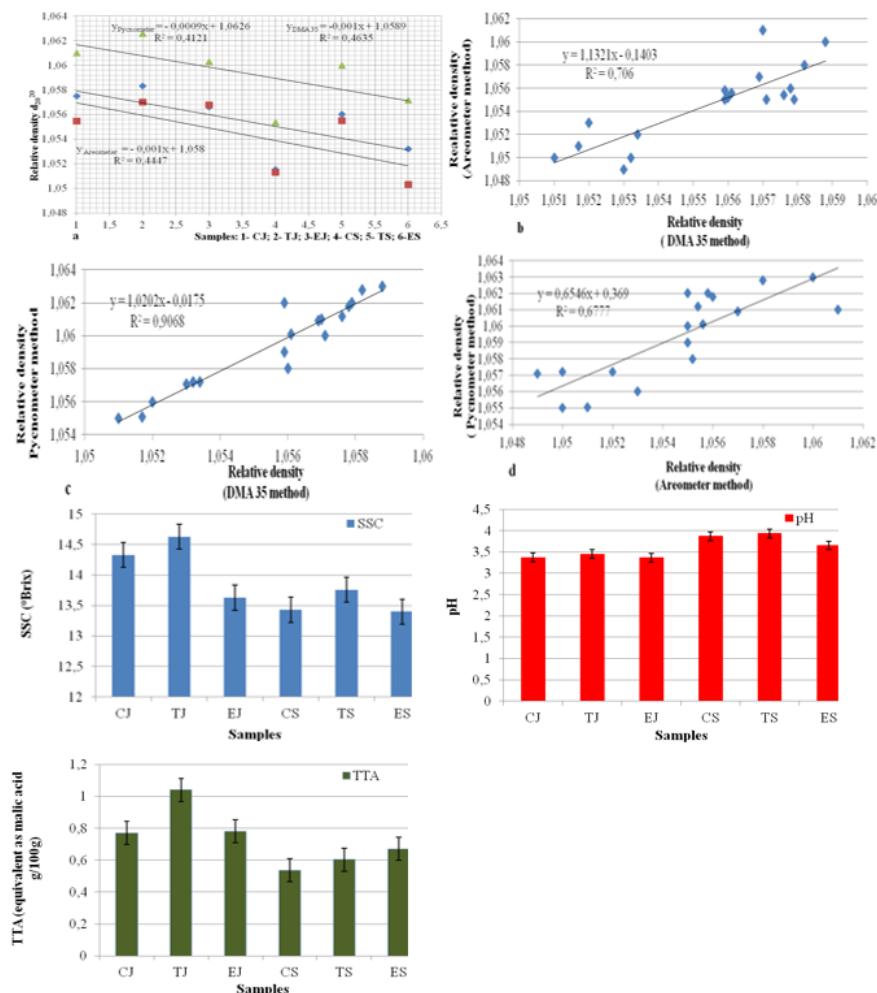 1,064
1,062
1,06
1,058
1,056
1,054
1,052
1,05
1,048
Relative density d₂₀²⁰
yPycnometer = - 0,0009x + 1,0626
R² = 0,4121
yDMA35 = -0,001x + 1,0589
R² = 0,4635
yAreometer = -0,001x + 1,058
R² = 0,4447
1 1,5 2 2,5 3 3,5 4 4,5 5 5,5 6 6,5
a Samples: 1- CJ; 2- TJ; 3-EJ; 4- CS; 5- TS; 6-ES
1,062
1,06
1,058
1,056
1,054
1,052
1,05
1,048
Realative density
(Areometer method)
y = 1,1321x - 0,1403
R² = 0,706
1,05 1,051 1,052 1,053 1,054 1,055 1,056 1,057 1,058 1,059 1,06
b
Relative density
( DMA 35 method)
1,064
1,062
1,06
1,058
1,056
1,054
Relative density
Pycnometer method)
y = 1,0202x - 0,0175
R² = 0,9068
1,05 1,052 1,054 1,056 1,058 1,06
c
Relative density
(DMA 35 method)
1,064
1,063
1,062
1,061
1,06
1,059
1,058
1,057
1,056
1,055
1,054
Relative density
( Pycnometer method)
y = 0,6546x + 0,369
R² = 0,6777
1,048 1,05 1,052 1,054 1,056 1,058 1,06 1,062
d
Relative density
(Areometer method)
15
14,5
14
13,5
13
12,5
12
SSC (°Brix)
SSC
CJ TJ EJ CS TS ES
Samples
4,5
4
3,5
3
2,5
2
1,5
1
0,5
0
pH
pH
CJ TJ EJ CS TS ES
Samples
1,2
1
0,8
0,6
0,4
0,2
0
TTA (equivalent as malic acid
g/100g)
TTA
CJ TJ EJ CS TS ES
Samples